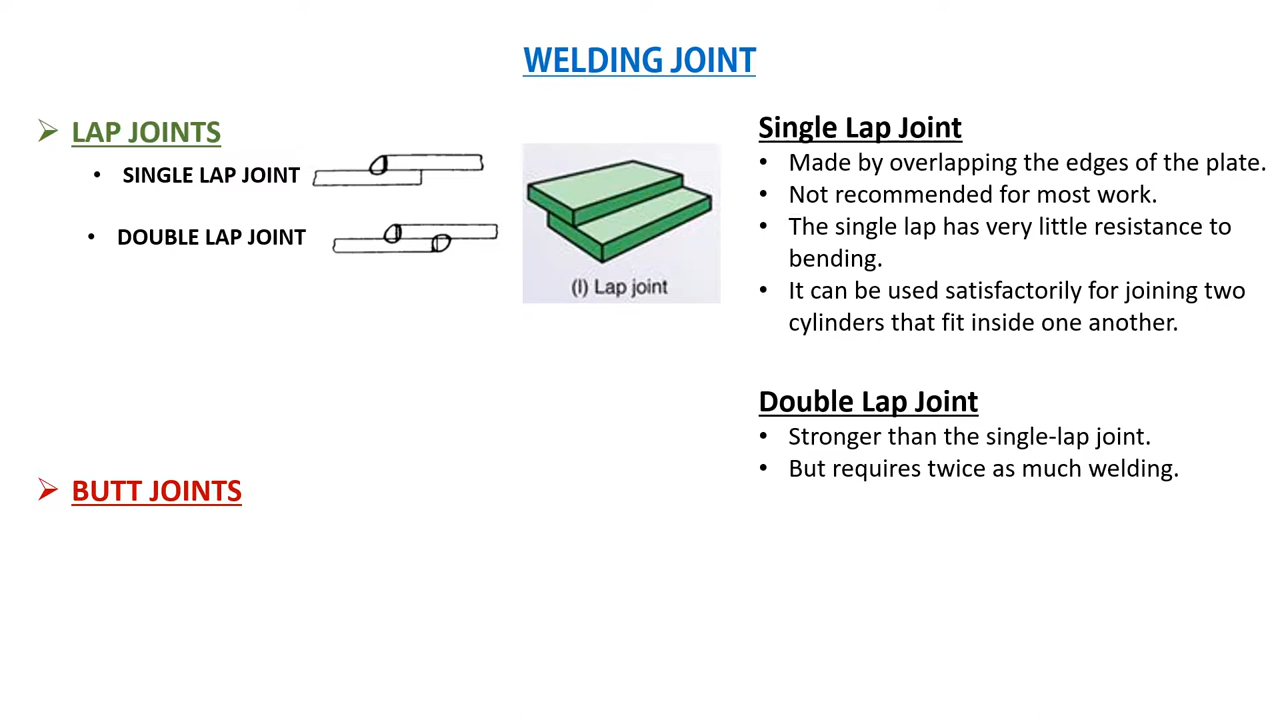 WELDING JOINT
➢ LAP JOINTS
• SINGLE LAP JOINT
• DOUBLE LAP JOINT
(l) Lap joint
Single Lap Joint
• Made by overlapping the edges of the plate.
• Not recommended for most work.
• The single lap has very little resistance to
bending.
• It can be used satisfactorily for joining two
cylinders that fit inside one another.
Double Lap Joint
• Stronger than the single-lap joint.
• But requires twice as much welding.
➢ BUTT JOINTS